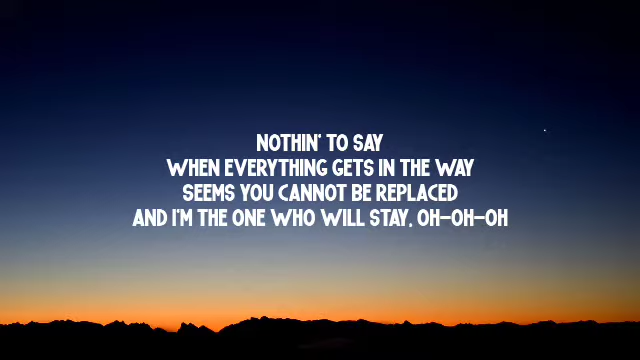 NOTHIN' TO SAY
WHEN EVERYTHING GETS IN THE WAY
SEEMS YOU CANNOT BE REPLACED
AND I'M THE ONE WHO WILL STAY, OH-OH-OH